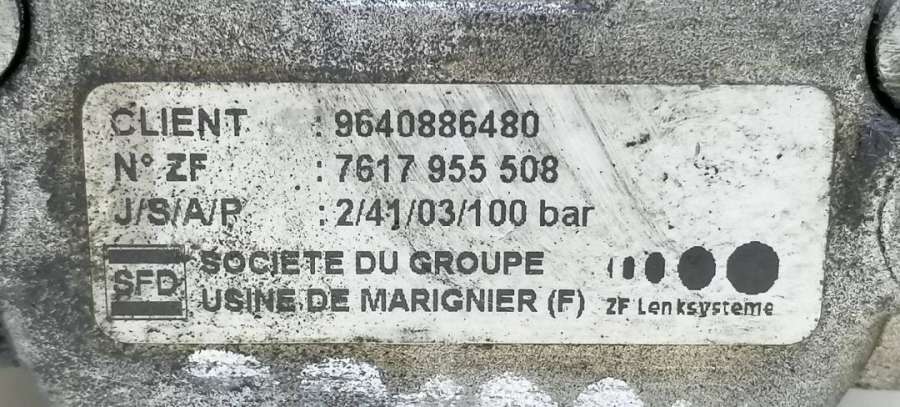 CLIENT : 9640886480
N° ZF : 7617 955 508
J/S/A/P : 2/41/03/100 bar
SFD SOCIETE DU GROUPE
USINE DE MARIGNIER (F) ZF Lenksysteme